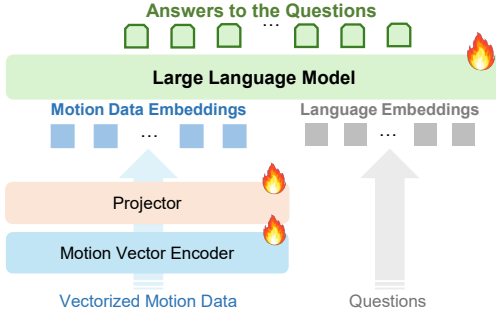 Answers to the Questions
...
Large Language Model
Motion Data Embeddings Language Embeddings
... ...
Projector
Motion Vector Encoder
Vectorized Motion Data Questions